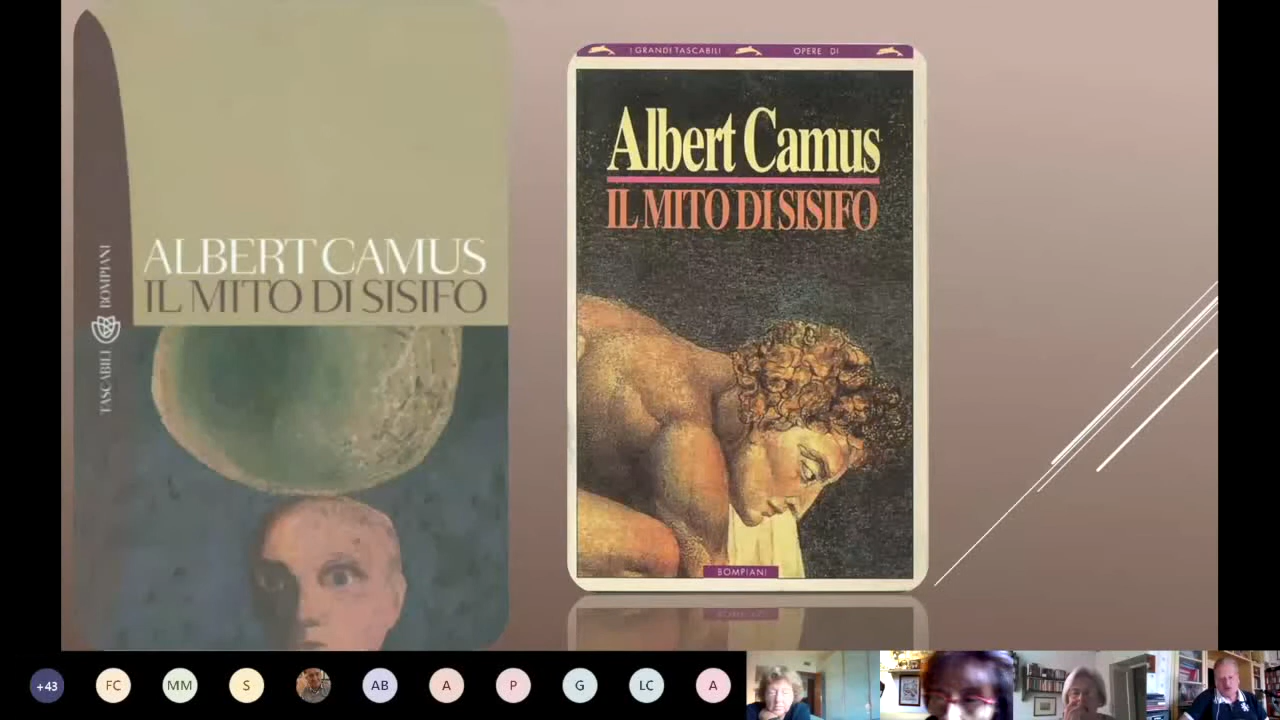 ALBERT CAMUS
IL MITO DI SISIFO
TASCABILI BOMPIANI
I GRANDI TASCABILI OPERE DI
Albert Camus
IL MITO DI SISIFO
BOMPIANI
+43
FC
MM
S
AB
A
P
G
LC
A